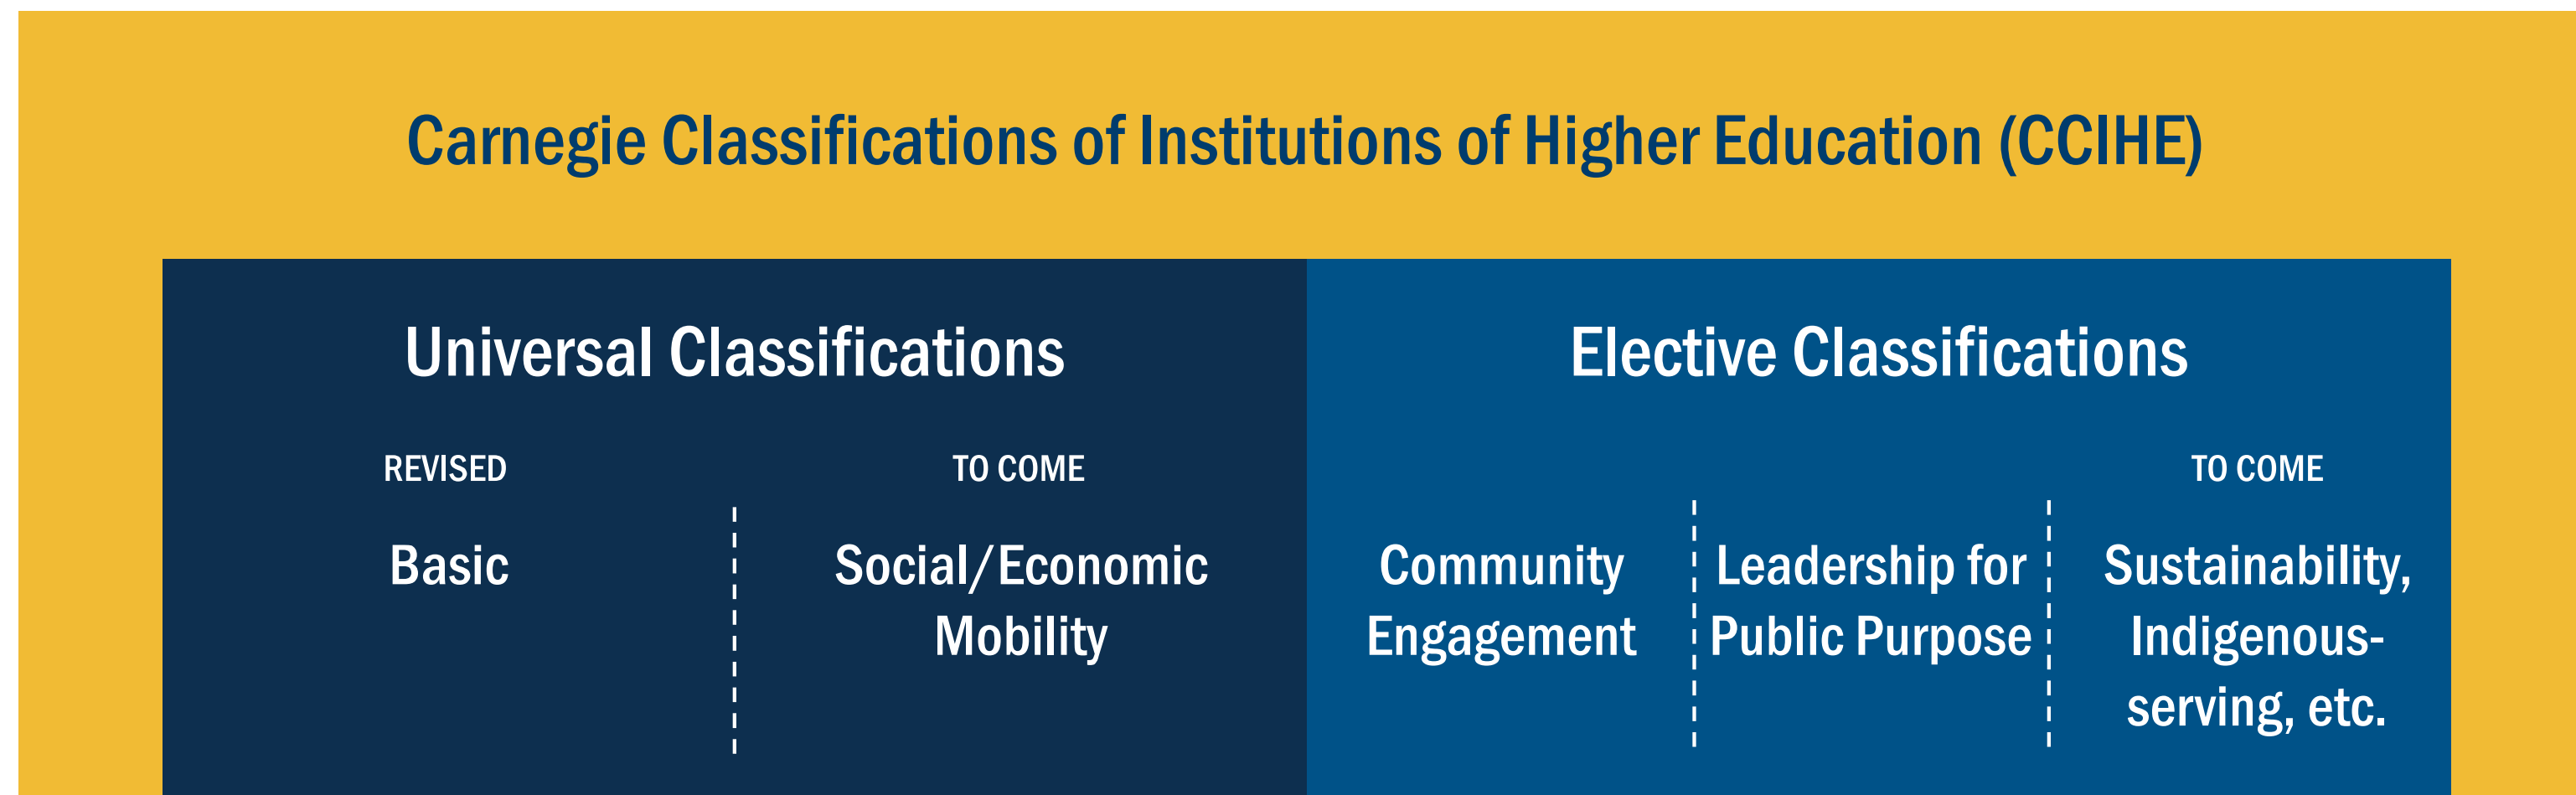 Carnegie Classifications of Institutions of Higher Education (CCIHE)
Universal Classifications
REVISED
Basic
TO COME
Social/Economic
Mobility
Elective Classifications
Community
Engagement
Leadership for
Public Purpose
TO COME
Sustainability,
Indigenous-
serving, etc.